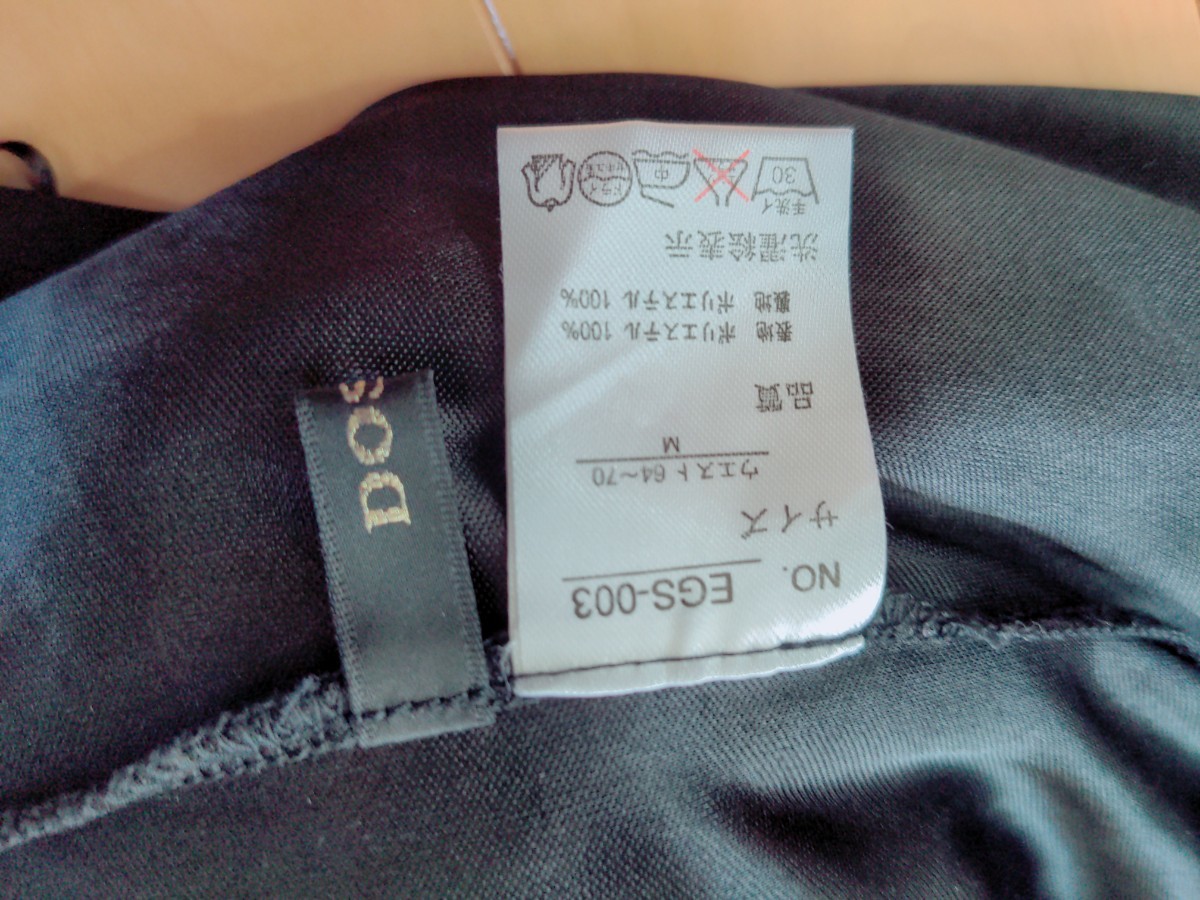 NO. EGS-003
サイズ
ウエスト 64～70
M
品質
表地 ポリエステル 100%
裏地 ポリエステル 100%
洗濯絵表示
手洗イ
30
中
ドライ
DO